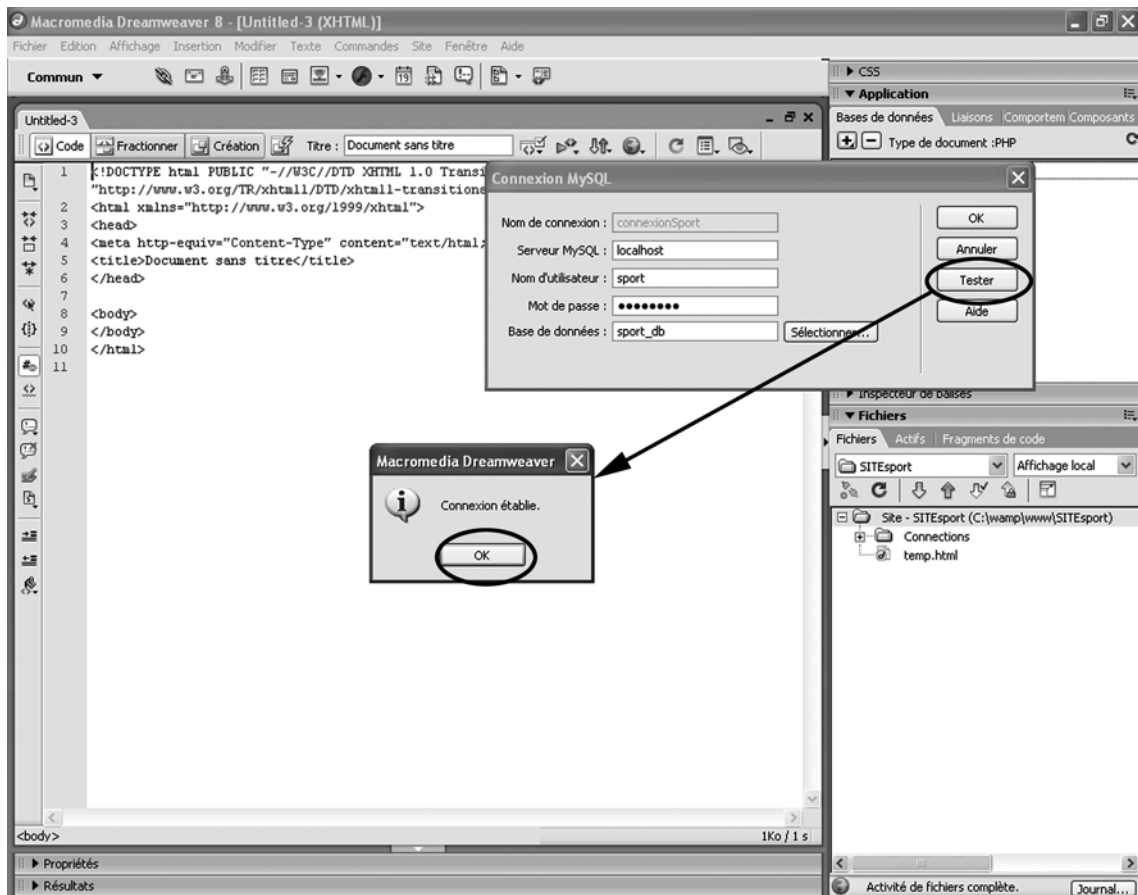 Macromedia Dreamweaver 8 - [Untitled-3 (XHTML)]
Fichier Edition Affichage Insertion Modifier Texte Commandes Site Fenêtre Aide
Commun
CSS
Application
Bases de données Liaisons Comportem Composants
Type de document :PHP
Untitled-3
Code Fractionner Création Titre : Document sans titre
1 <!DOCTYPE html PUBLIC "-//W3C//DTD XHTML 1.0 Transi
"http://www.w3.org/TR/xhtml1/DTD/xhtml1-transitiona
2 <html xmlns="http://www.w3.org/1999/xhtml">
3 <head>
4 <meta http-equiv="Content-Type" content="text/html;
5 <title>Document sans titre</title>
6 </head>
7
8 <body>
9 </body>
10 </html>
11
Connexion MySQL
Nom de connexion : connexionSport
Serveur MySQL : localhost
Nom d'utilisateur : sport
Mot de passe : ••••••••
Base de données : sport_db
Sélectionner...
OK
Annuler
Tester
Aide
Macromedia Dreamweaver
Connexion établie.
OK
Inspecteur de balises
Fichiers
Fichiers Actifs Fragments de code
SITEsport Affichage local
Site - SITEsport (C:\wamp\www\SITEsport)
Connections
temp.html
<body>
1Ko / 1 s
Propriétés
Résultats
Activité de fichiers complète. Journal...